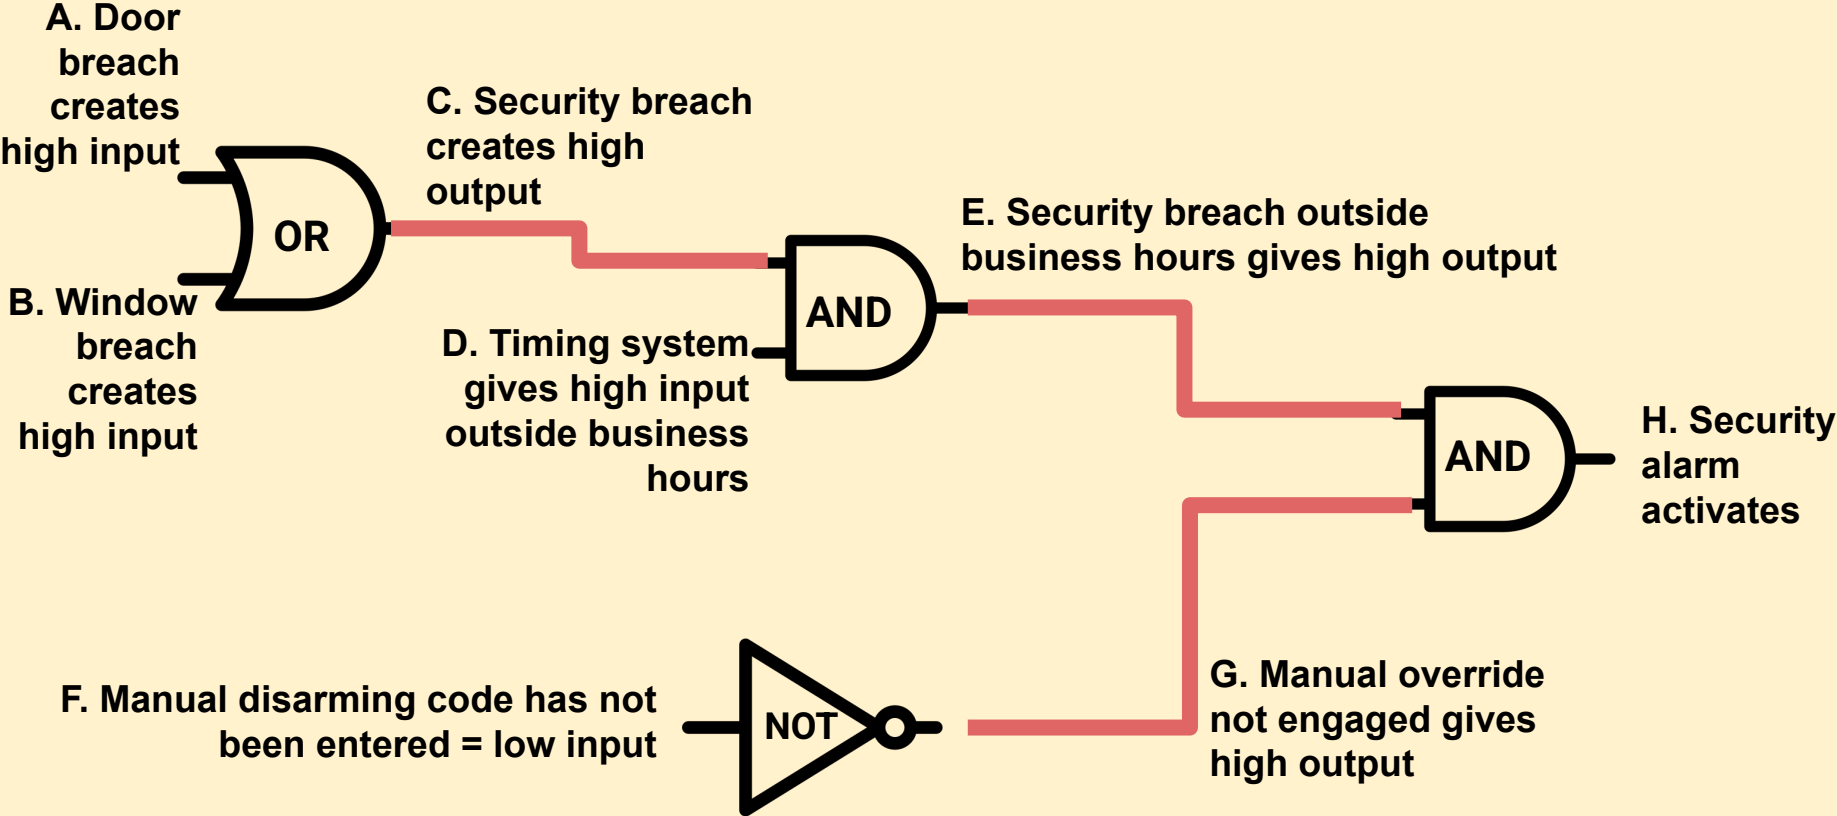 A. Door
breach
creates
high input
C. Security breach
creates high
output
OR
B. Window
breach
creates
high input
E. Security breach outside
business hours gives high output
AND
D. Timing system
gives high input
outside business
hours
AND
H. Security
alarm
activates
F. Manual disarming code has not
been entered = low input
NOT
G. Manual override
not engaged gives
high output